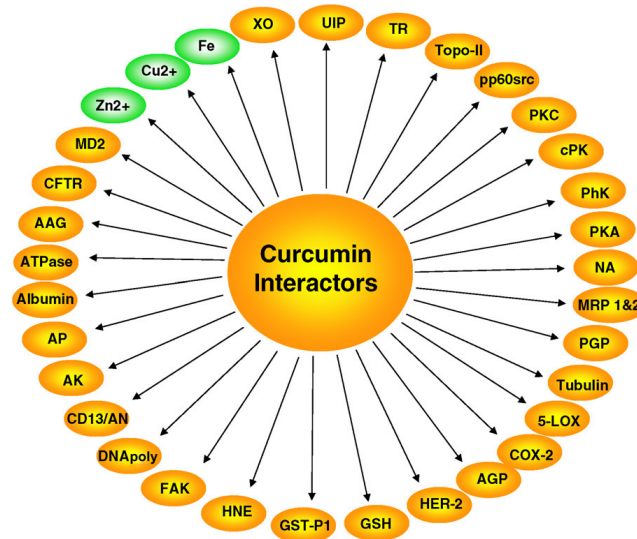 Curcumin
Interactors
UIP
TR
Topo-II
pp60src
PKC
cPK
PhK
PKA
NA
MRP 1&2
PGP
Tubulin
5-LOX
COX-2
AGP
HER-2
GSH
GST-P1
HNE
FAK
DNApoly
CD13/AN
AK
AP
Albumin
ATPase
AAG
CFTR
MD2
Zn2+
Cu2+
Fe
XO